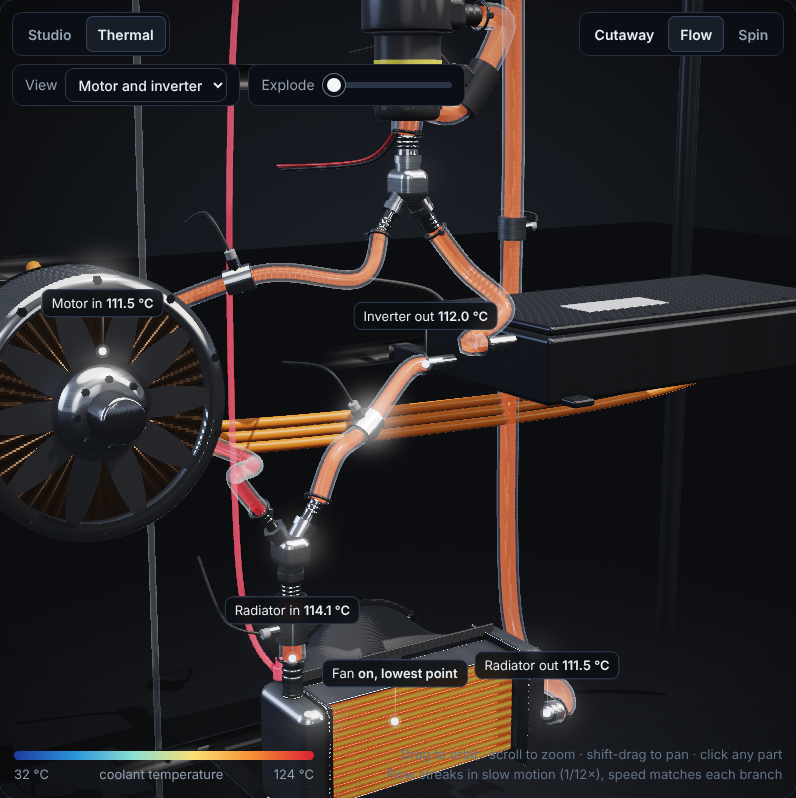 Studio Thermal
Cutaway Flow Spin
View Motor and inverter
Explode
Motor in 111.5 °C
Inverter out 112.0 °C
Radiator in 114.1 °C
Fan on, lowest point
Radiator out 111.5 °C
Drag to orbit · scroll to zoom · shift-drag to pan · click any part
32 °C coolant temperature 124 °C
Flow streaks in slow motion (1/12×), speed matches each branch